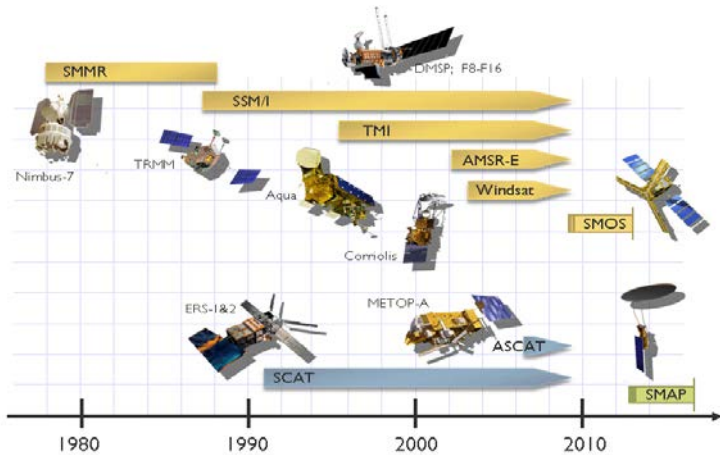 DMSP; F8-F16
SMMR
SSM/I
TMI
TRMM
AMSR-E
Nimbus-7
Aqua
Windsat
SMOS
Corriolis
ERS-1&2
METOP-A
ASCAT
SCAT
SMAP
1980 1990 2000 2010